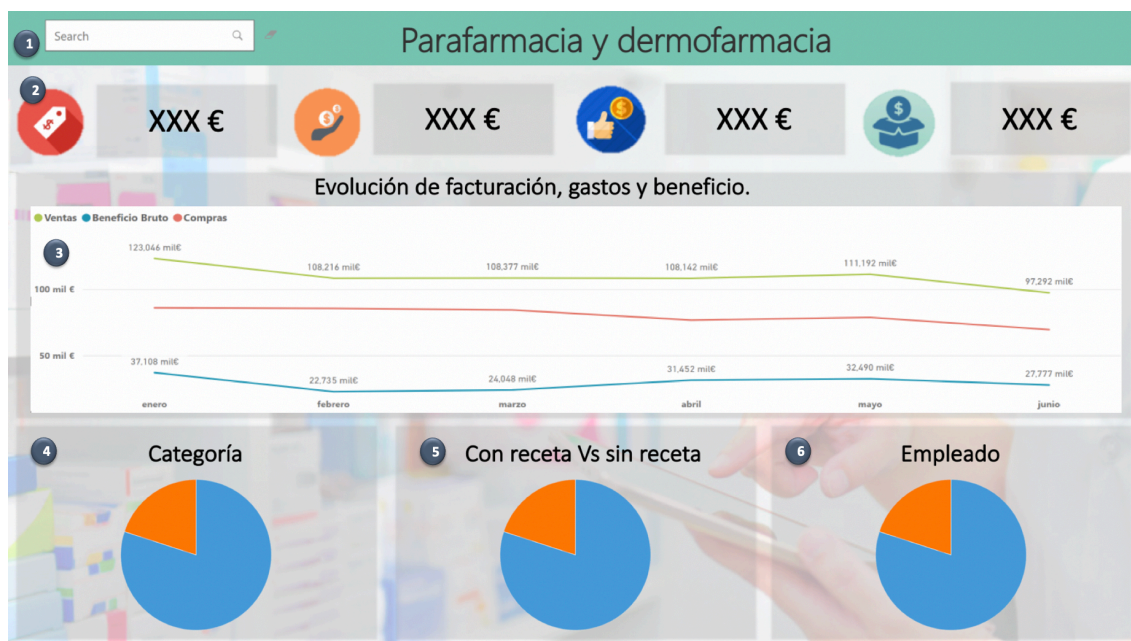 1
Search
Parafarmacia y dermofarmacia
2
XXX €
XXX €
XXX €
XXX €
Evolución de facturación, gastos y beneficio.
Ventas Beneficio Bruto Compras
3
123.046 mil€
108.216 mil€
108.377 mil€
108.142 mil€
111.192 mil€
97.292 mil€
100 mil €
50 mil €
37.108 mil€
22.735 mil€
24.048 mil€
31.452 mil€
32.490 mil€
27.777 mil€
enero febrero marzo abril mayo junio
4
Categoría
5
Con receta Vs sin receta
6
Empleado